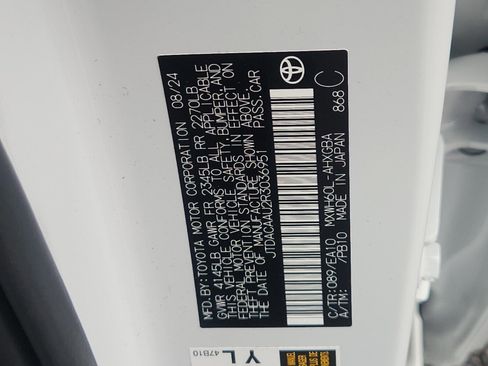 MFD.BY:TOYOTA MOTOR CORPORATION 08/24
GVWR 4145LB GAWR FR 2345LB RR 2270LB
THIS VEHICLE CONFORMS TO ALL APPLICABLE
FEDERAL MOTOR VEHICLE SAFETY, BUMPER, AND
THEFT PREVENTION STANDARDS IN EFFECT ON
THE DATE OF MANUFACTURE SHOWN ABOVE.
JTDACAAU2R3036951 PASS.CAR
C/TR:089/EA10 MXWH60L-AHXGBA
A/TM: /PB10 MADE IN JAPAN 868 C
YL
47B10